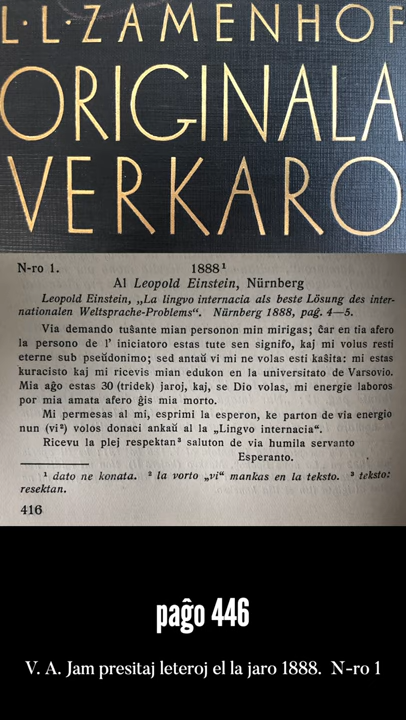 L·L·ZAMENHOF
ORIGINALA
VERKARO
N-ro 1. 1888¹
Al Leopold Einstein, Nürnberg
Leopold Einstein, „La lingvo internacia als beste Lösung des inter-
nationalen Weltsprache-Problems“. Nürnberg 1888, paĝ. 4—5.
Via demando tuŝante mian personon min mirigas; ĉar en tia afero
la persono de l' iniciatoro estas tute sen signifo, kaj mi volus resti
eterne sub pseŭdonimo; sed antaŭ vi mi ne volas esti kaŝita: mi estas
kuracisto kaj mi ricevis mian edukon en la universitato de Varsovio.
Mia aĝo estas 30 (tridek) jaroj, kaj, se Dio volas, mi energie laboros
por mia amata afero ĝis mia morto.
Mi permesas al mi, esprimi la esperon, ke parton de via energio
nun (vi²) volos donaci ankaŭ al la „Lingvo internacia“.
Ricevu la plej respektan³ saluton de via humila servanto
Esperanto.
¹ dato ne konata. ² la vorto „vi“ mankas en la teksto. ³ teksto:
resektan.
416
paĝo 446
V. A. Jam presitaj leteroj el la jaro 1888. N-ro 1